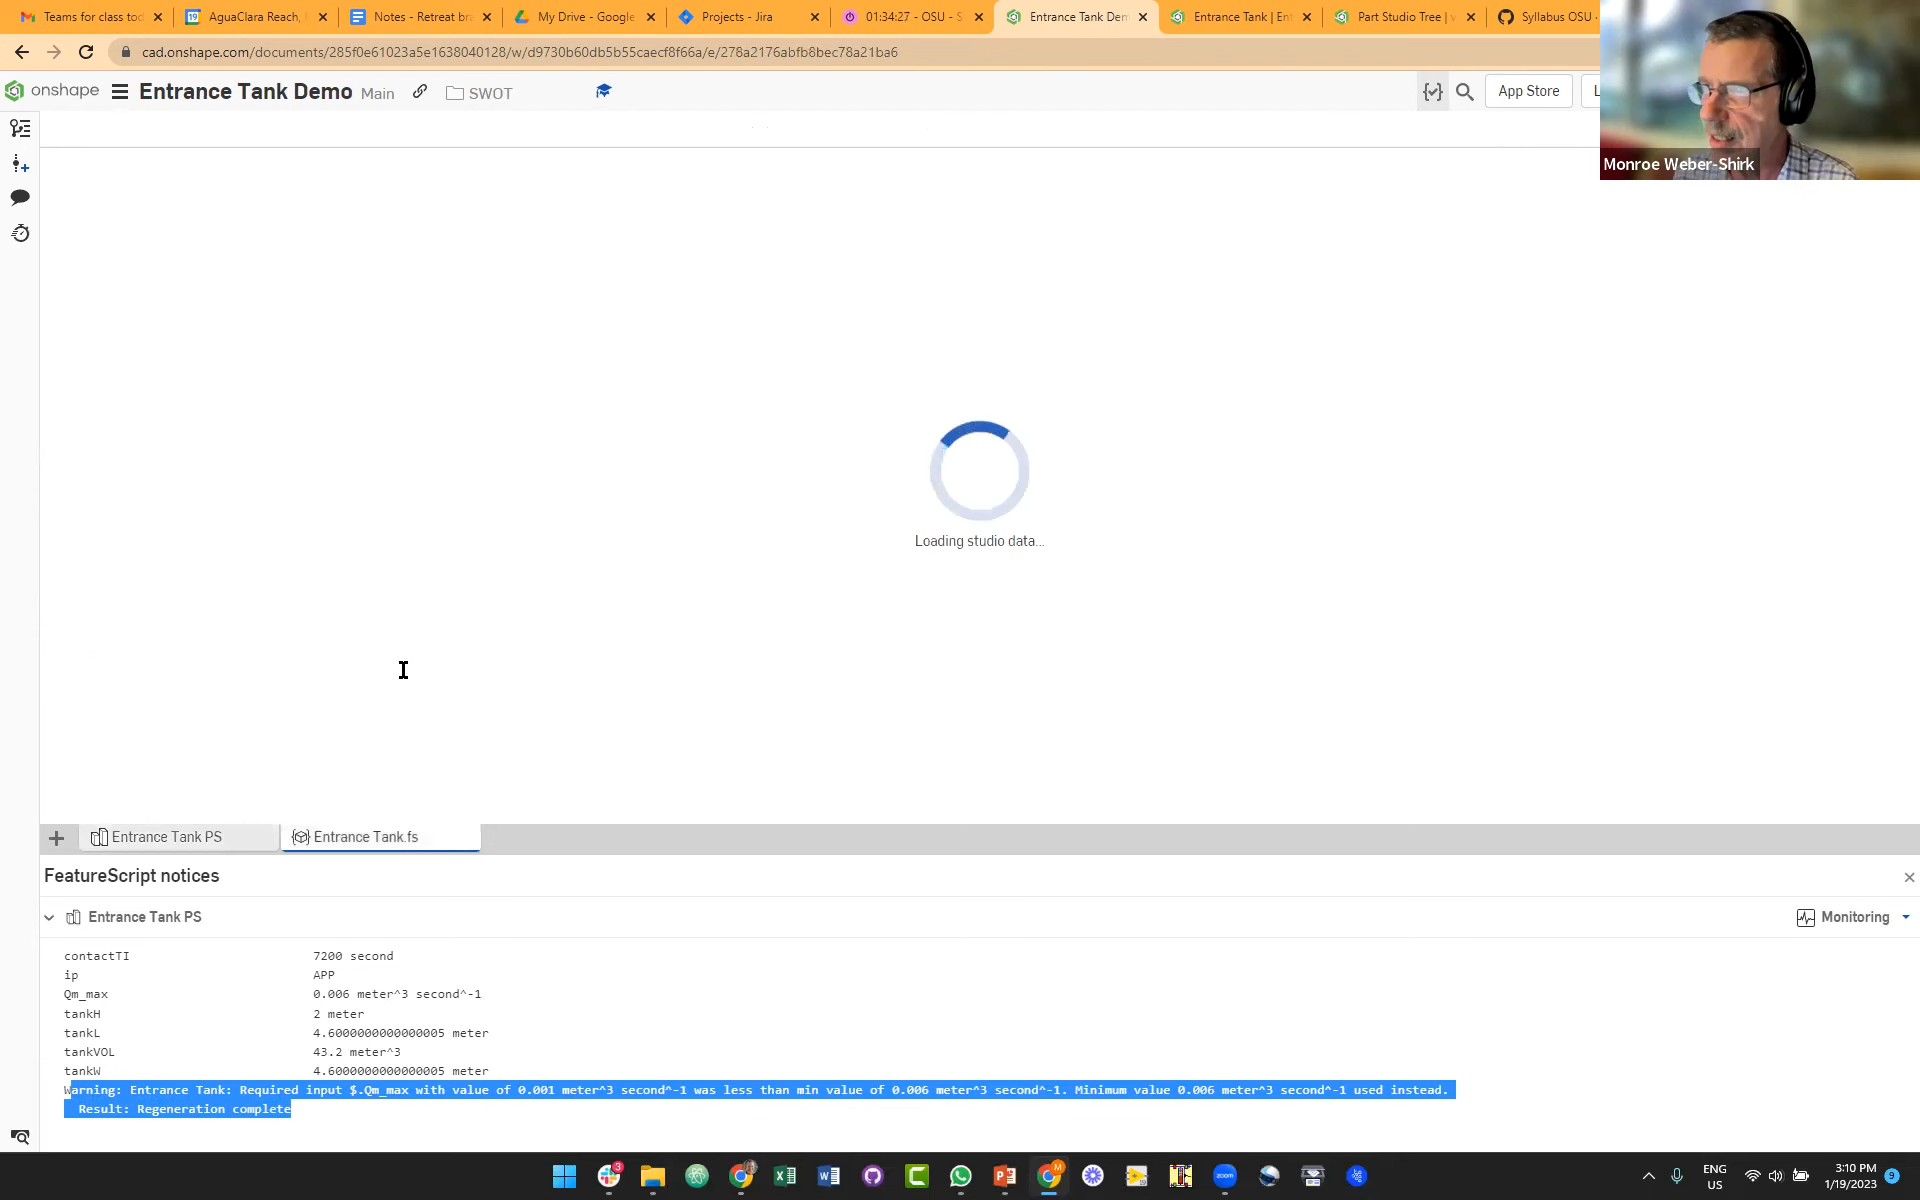 Teams for class tod
AguaClara Reach,
Notes - Retreat bra
My Drive - Google
Projects - Jira
01:34:27 - OSU - S
Entrance Tank Dem
Entrance Tank | Ent
Part Studio Tree | v
Syllabus OSU
cad.onshape.com/documents/285f0e61023a5e1638040128/w/d9730b60db5b55caecf8f66a/e/278a2176abfb8bec78a21ba6
onshape
Entrance Tank Demo Main SWOT
App Store
L
Monroe Weber-Shirk
Loading studio data...
Entrance Tank PS
Entrance Tank.fs
FeatureScript notices
Entrance Tank PS
Monitoring
contactTI 7200 second
ip APP
Qm_max 0.006 meter^3 second^-1
tankH 2 meter
tankL 4.6000000000000005 meter
tankVOL 43.2 meter^3
tankW 4.6000000000000005 meter
Warning: Entrance Tank: Required input $.Qm_max with value of 0.001 meter^3 second^-1 was less than min value of 0.006 meter^3 second^-1. Minimum value 0.006 meter^3 second^-1 used instead.
Result: Regeneration complete
3
M
zoom
ENG
US
3:10 PM
1/19/2023
9